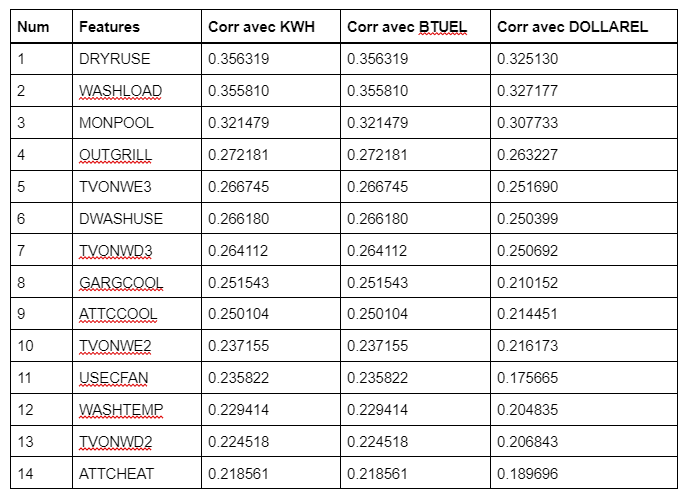 Num Features Corr avec KWH Corr avec BTUEL Corr avec DOLLAREL
1 DRYRUSE 0.356319 0.356319 0.325130
2 WASHLOAD 0.355810 0.355810 0.327177
3 MONPOOL 0.321479 0.321479 0.307733
4 OUTGRILL 0.272181 0.272181 0.263227
5 TVONWE3 0.266745 0.266745 0.251690
6 DWASHUSE 0.266180 0.266180 0.250399
7 TVONWD3 0.264112 0.264112 0.250692
8 GARGCOOL 0.251543 0.251543 0.210152
9 ATTCCOOL 0.250104 0.250104 0.214451
10 TVONWE2 0.237155 0.237155 0.216173
11 USECFAN 0.235822 0.235822 0.175665
12 WASHTEMP 0.229414 0.229414 0.204835
13 TVONWD2 0.224518 0.224518 0.206843
14 ATTCHEAT 0.218561 0.218561 0.189696